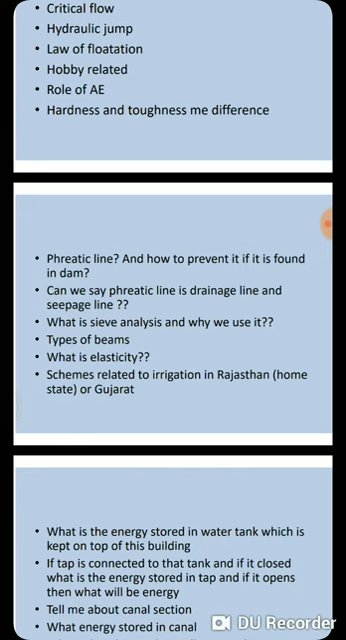 • Critical flow
• Hydraulic jump
• Law of floatation
• Hobby related
• Role of AE
• Hardness and toughness me difference
• Phreatic line? And how to prevent it if it is found
in dam?
• Can we say phreatic line is drainage line and
seepage line ??
• What is sieve analysis and why we use it??
• Types of beams
• What is elasticity??
• Schemes related to irrigation in Rajasthan (home
state) or Gujarat
• What is the energy stored in water tank which is
kept on top of this building
• If tap is connected to that tank and if it closed
what is the energy stored in tap and if it opens
then what will be energy
• Tell me about canal section
• What energy stored in canal
DU Recorder